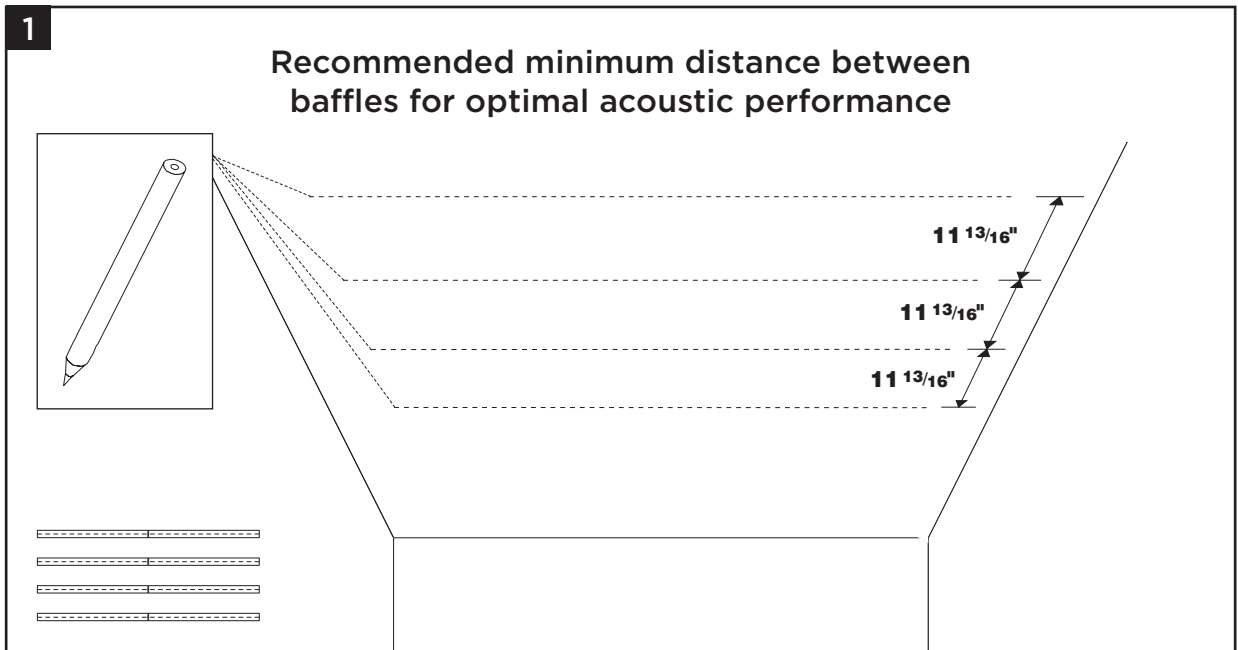 1
Recommended minimum distance between
baffles for optimal acoustic performance
11 13/16"
11 13/16"
11 13/16"